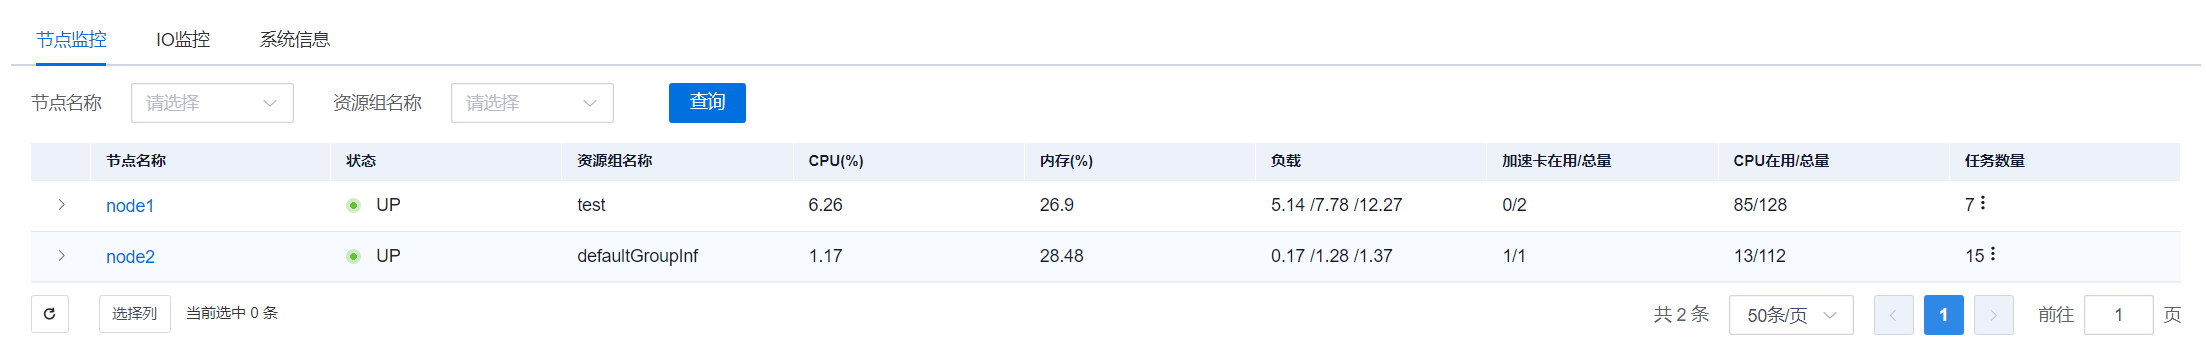 节点监控 IO监控 系统信息
节点名称 请选择 资源组名称 请选择 查询
节点名称 状态 资源组名称 CPU(%) 内存(%) 负载 加速卡在用/总量 CPU在用/总量 任务数量
node1 UP test 6.26 26.9 5.14 /7.78 /12.27 0/2 85/128 7
node2 UP defaultGroupInf 1.17 28.48 0.17 /1.28 /1.37 1/1 13/112 15
选择列 当前选中 0 条 共 2 条 50条/页 1 前往 1 页